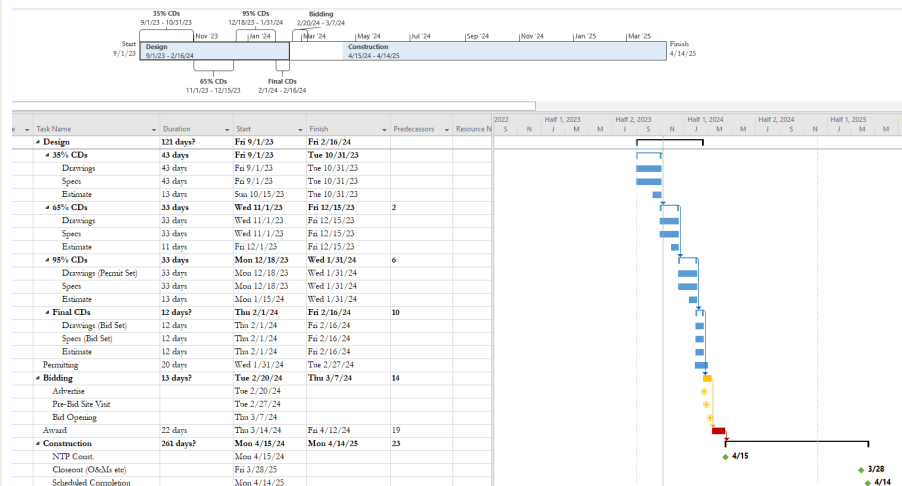 35% CDs
9/1/23 - 10/31/23
95% CDs
12/18/23 - 1/31/24
Bidding
2/20/24 - 3/7/24
Start
9/1/23
Nov '23 Jan '24 Mar '24 May '24 Jul '24 Sep '24 Nov '24 Jan '25 Mar '25
Design
9/1/23 - 2/16/24
Construction
4/15/24 - 4/14/25
Finish
4/14/25
65% CDs
11/1/23 - 12/15/23
Final CDs
2/1/24 - 2/16/24
2022 Half 1, 2023 Half 2, 2023 Half 1, 2024 Half 2, 2024 Half 1, 2025
e Task Name Duration Start Finish Predecessors Resource N S N J M M J S N J M M J S N J M M
Design 121 days? Fri 9/1/23 Fri 2/16/24
35% CDs 43 days Fri 9/1/23 Tue 10/31/23
Drawings 43 days Fri 9/1/23 Tue 10/31/23
Specs 43 days Fri 9/1/23 Tue 10/31/23
Estimate 13 days Sun 10/15/23 Tue 10/31/23
65% CDs 33 days Wed 11/1/23 Fri 12/15/23 2
Drawings 33 days Wed 11/1/23 Fri 12/15/23
Specs 33 days Wed 11/1/23 Fri 12/15/23
Estimate 11 days Fri 12/1/23 Fri 12/15/23
95% CDs 33 days Mon 12/18/23 Wed 1/31/24 6
Drawings (Permit Set) 33 days Mon 12/18/23 Wed 1/31/24
Specs 33 days Mon 12/18/23 Wed 1/31/24
Estimate 13 days Mon 1/15/24 Wed 1/31/24
Final CDs 12 days? Thu 2/1/24 Fri 2/16/24 10
Drawings (Bid Set) 12 days Thu 2/1/24 Fri 2/16/24
Specs (Bid Set) 12 days Thu 2/1/24 Fri 2/16/24
Estimate 12 days Thu 2/1/24 Fri 2/16/24
Permitting 20 days Wed 1/31/24 Tue 2/27/24
Bidding 13 days? Tue 2/20/24 Thu 3/7/24 14
Advertise Tue 2/20/24
Pre-Bid Site Visit Tue 2/27/24
Bid Opening Thu 3/7/24
Award 22 days Thu 3/14/24 Fri 4/12/24 19
Construction 261 days? Mon 4/15/24 Mon 4/14/25 23
NTP Const. Mon 4/15/24 4/15
Closeout (O&Ms etc) Fri 3/28/25 3/28
Scheduled Completion Mon 4/14/25 4/14